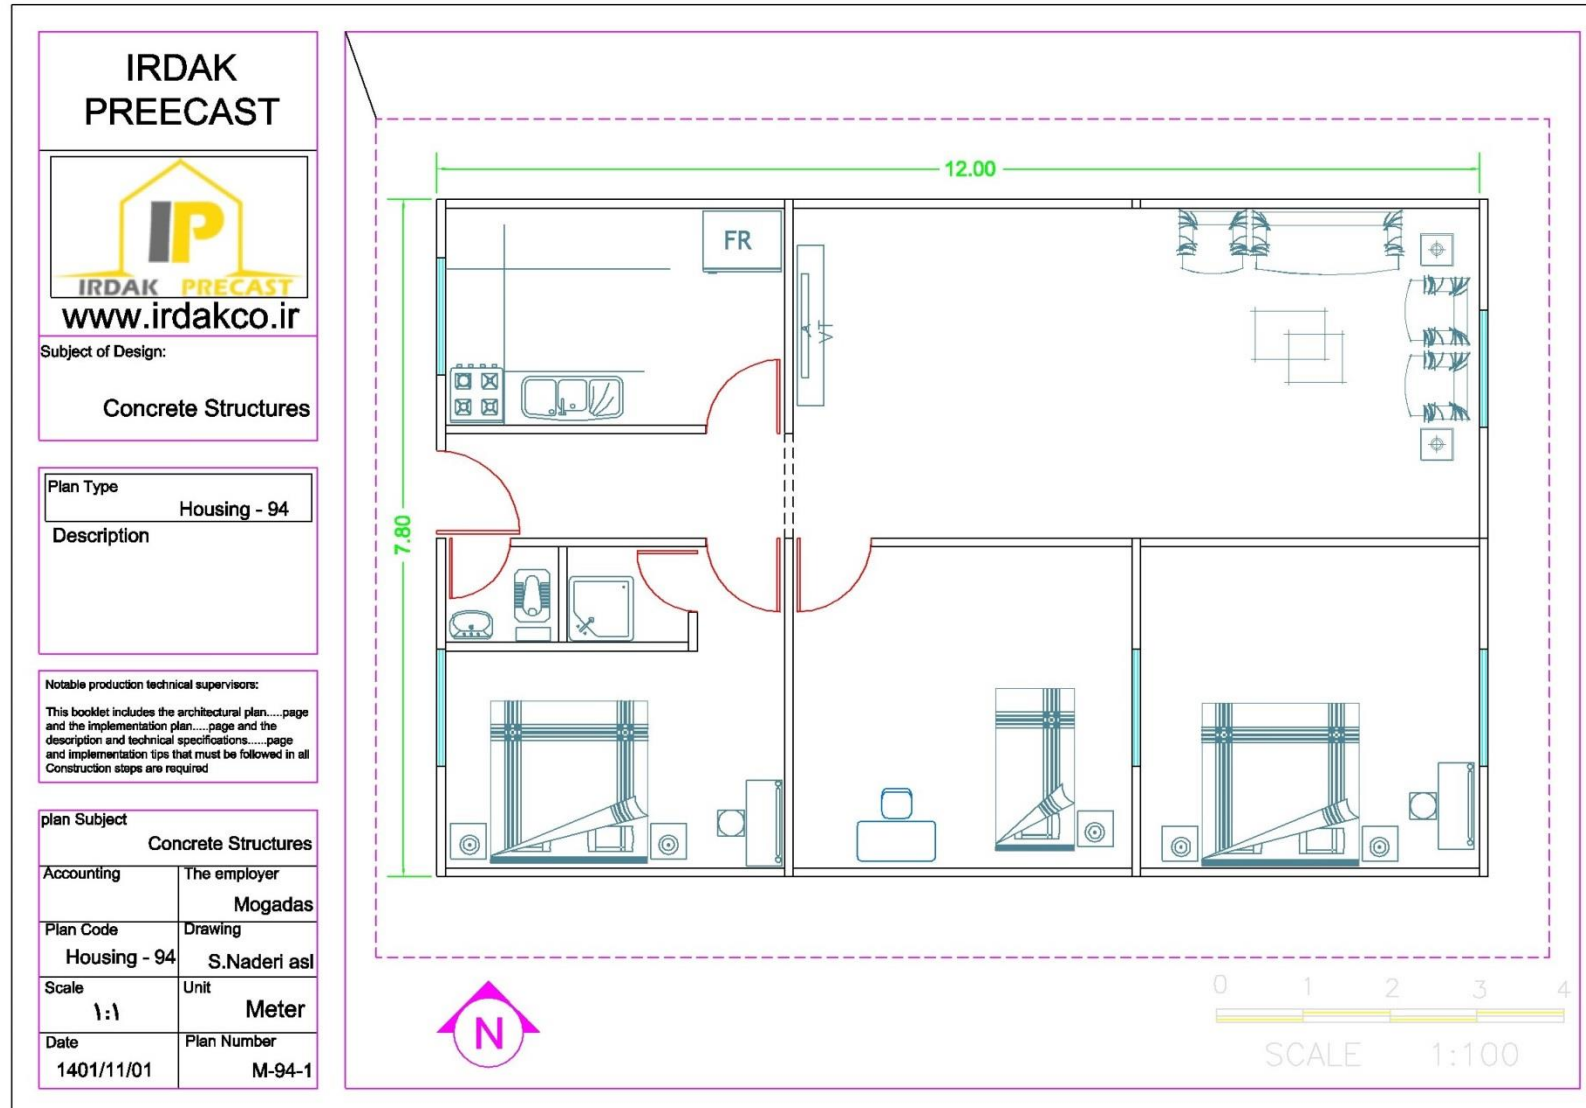 IRDAK
PREECAST
IP
IRDAK PRECAST
www.irdakco.ir
Subject of Design:
Concrete Structures
Plan Type
Housing - 94
Description
Notable production technical supervisors:
This booklet includes the architectural plan.....page
and the implementation plan.....page and the
description and technical specifications......page
and implementation tips that must be followed in all
Construction steps are required
plan Subject
Concrete Structures
Accounting
The employer
Mogadas
Plan Code
Drawing
Housing - 94
S.Naderi asl
Scale
Unit
۱:۱
Meter
Date
Plan Number
1401/11/01
M-94-1
12.00
7.80
FR
VT
N
0 1 2 3 4
SCALE 1:100